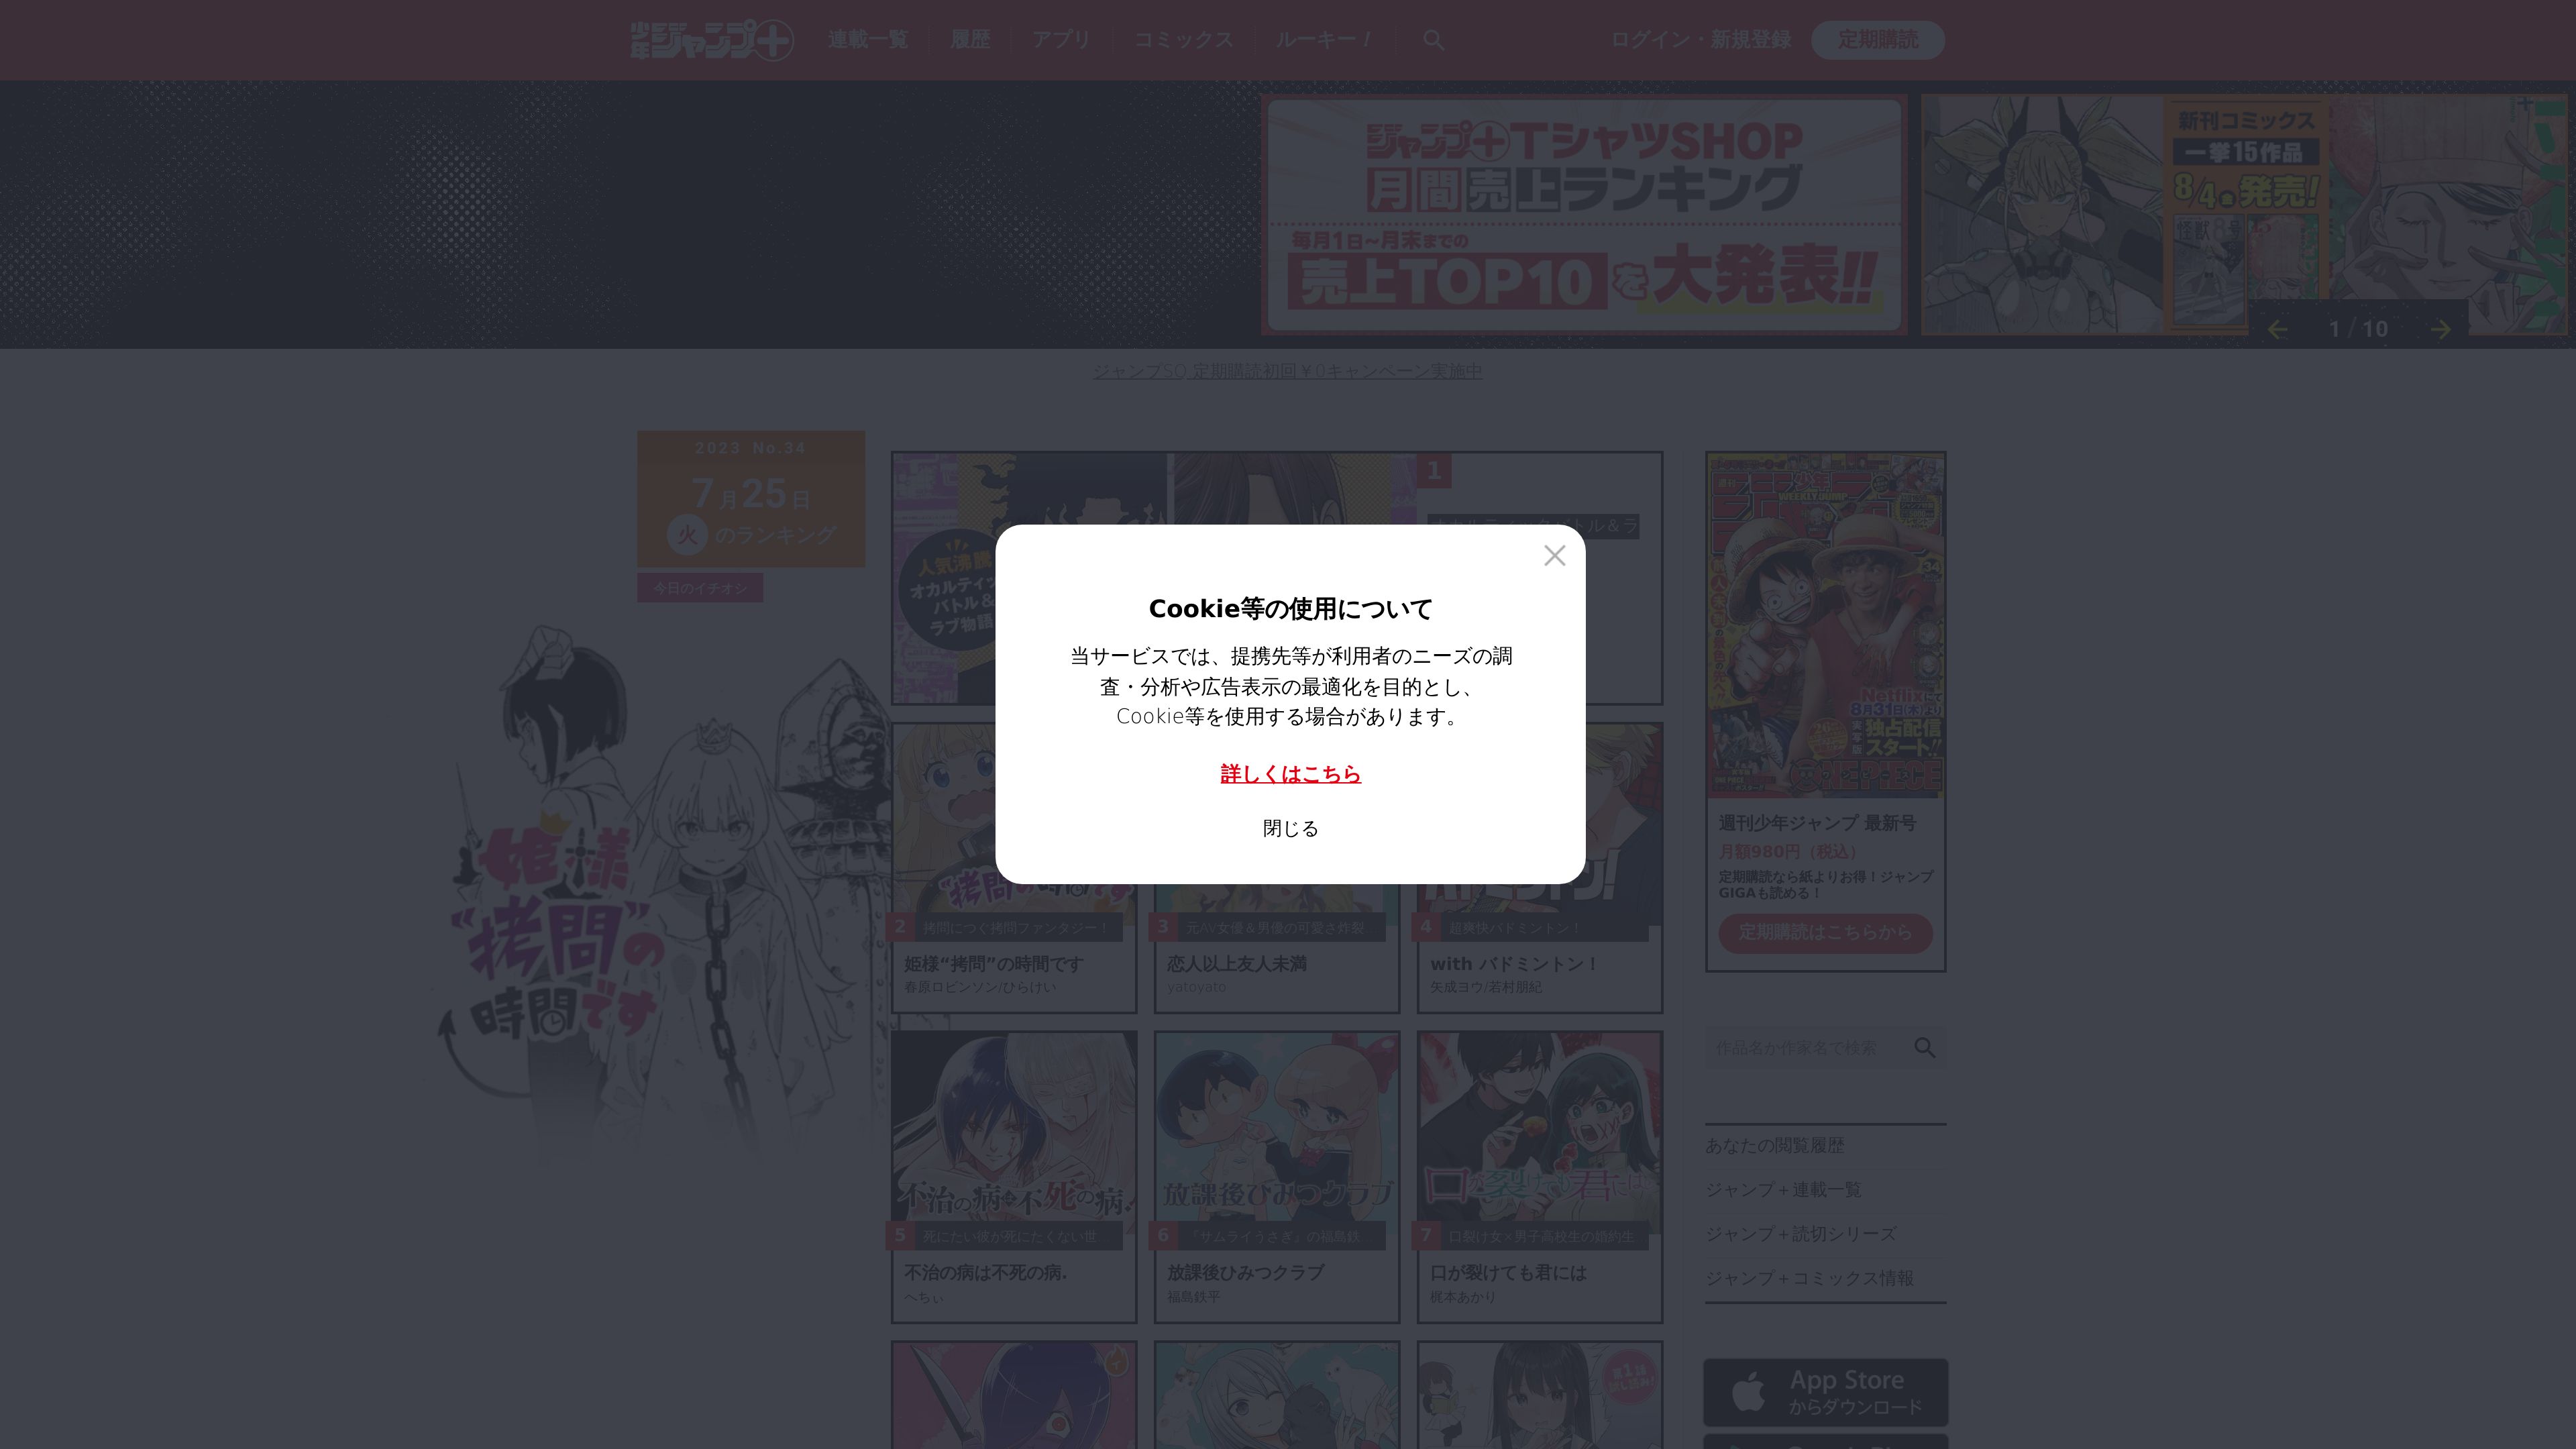 少年ジャンプ＋
連載一覧
履歴
アプリ
コミックス
ルーキー！
ログイン・新規登録
定期購読
ジャンプ＋TシャツSHOP
月間売上ランキング
毎月1日～月末までの
売上TOP10を大発表!!
新刊コミックス
一挙15作品
8/4金発売!
怪獣8号
1 / 10
ジャンプSQ.定期購読初回￥0キャンペーン実施中
2023 No.34
7月25日
火 のランキング
今日のイチオシ
姫様
“拷問”の
時間です
1
人気沸騰
オカルティッ
バトル＆
ラブ物語
Cookie等の使用について
当サービスでは、提携先等が利用者のニーズの調
査・分析や広告表示の最適化を目的とし、
Cookie等を使用する場合があります。
詳しくはこちら
閉じる
2 拷問につぐ拷問ファンタジー！
姫様“拷問”の時間です
春原ロビンソン/ひらけい
3 元AV女優＆男優の可愛さ炸裂
恋人以上友人未満
yatoyato
4 超爽快バドミントン！
with バドミントン！
矢成ヨウ/若村朋紀
不治の病は不死の病.
5 死にたい彼が死にたくない世
不治の病は不死の病.
へちぃ
放課後ひみつクラブ
6 『サムライうさぎ』の福島鉄
放課後ひみつクラブ
福島鉄平
口が裂けても君には
7 口裂け女×男子高校生の婚約生
口が裂けても君には
梶本あかり
第1話
試し読み!
WEEKLY JUMP
34
Netflixにて
8月31日(木)より
実写版
独占配信
スタート!!
ONE PIECE
週刊少年ジャンプ 最新号
月額980円（税込）
定期購読なら紙よりお得！ジャンプ
GIGAも読める！
定期購読はこちらから
作品名か作家名で検索
あなたの閲覧履歴
ジャンプ＋連載一覧
ジャンプ＋読切シリーズ
ジャンプ＋コミックス情報
App Store
からダウンロード